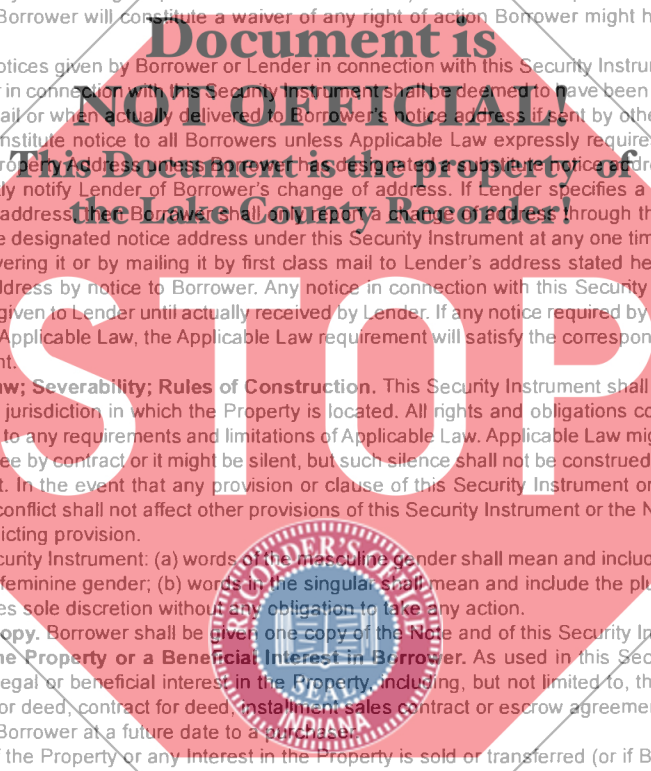 Borrower will constitute a waiver of any right of action Borrower might h
Document is
otices given by Borrower or Lender in connection with this Security Instru
r in connection with this Security Instrument shall be deemed to have been
NOT OFFICIAL!
ail or when actually delivered to Borrower's notice address if sent by othe
nstitute notice to all Borrowers unless Applicable Law expressly require
This Document is the property of
roperty Address unless Borrower has designated a substitute notice addre
ly notify Lender of Borrower's change of address. If Lender specifies a
the Lake County Recorder!
address, then Borrower shall only report a change of address through th
e designated notice address under this Security Instrument at any one tim
vering it or by mailing it by first class mail to Lender's address stated he
ddress by notice to Borrower. Any notice in connection with this Security
given to Lender until actually received by Lender. If any notice required by
Applicable Law, the Applicable Law requirement will satisfy the correspon
nt.
STOP
aw; Severability; Rules of Construction. This Security Instrument shall
jurisdiction in which the Property is located. All rights and obligations co
to any requirements and limitations of Applicable Law. Applicable Law mig
ee by contract or it might be silent, but such silence shall not be construed
t. In the event that any provision or clause of this Security Instrument or
conflict shall not affect other provisions of this Security Instrument or the N
icting provision.
curity Instrument: (a) words of the masculine gender shall mean and includ
feminine gender; (b) words in the singular shall mean and include the plu
es sole discretion without any obligation to take any action.
opy. Borrower shall be given one copy of the Note and of this Security In
he Property or a Beneficial Interest in Borrower. As used in this Sec
egal or beneficial interest in the Property, including, but not limited to, th
or deed, contract for deed, installment sales contract or escrow agreeme
Borrower at a future date to a purchaser.
f the Property or any Interest in the Property is sold or transferred (or if B
RECORDER'S OFFICE
SEAL
INDIANA